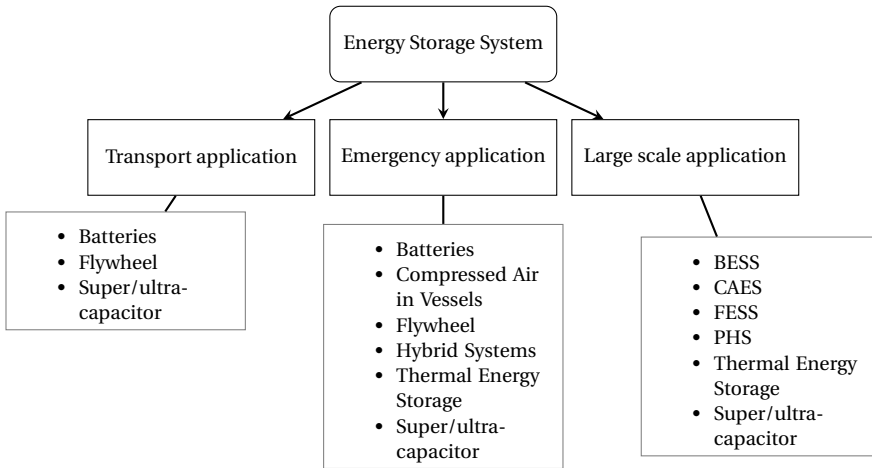 Energy Storage System
Transport application
Emergency application
Large scale application
• Batteries
• Flywheel
• Super/ultra-
capacitor
• Batteries
• Compressed Air
in Vessels
• Flywheel
• Hybrid Systems
• Thermal Energy
Storage
• Super/ultra-
capacitor
• BESS
• CAES
• FESS
• PHS
• Thermal Energy
Storage
• Super/ultra-
capacitor